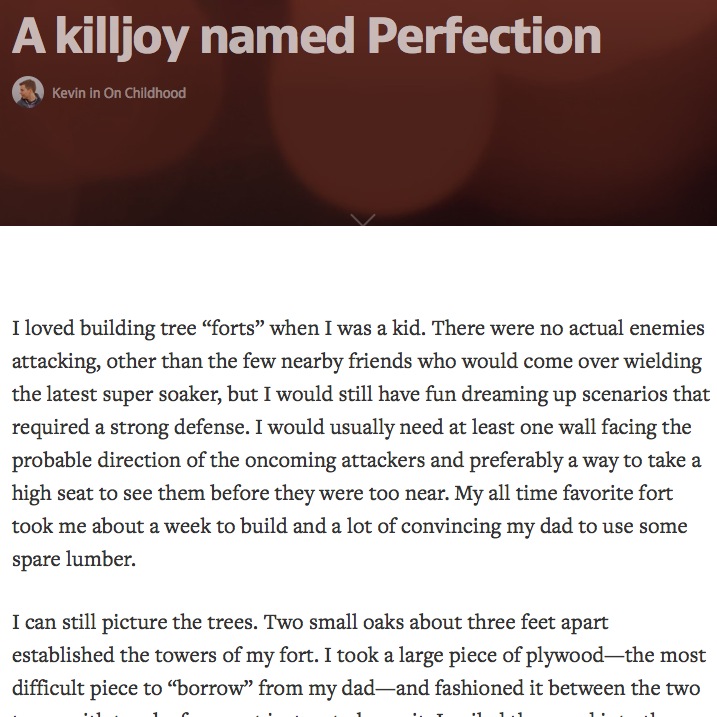 A killjoy named Perfection
Kevin in On Childhood
I loved building tree “forts” when I was a kid. There were no actual enemies
attacking, other than the few nearby friends who would come over wielding
the latest super soaker, but I would still have fun dreaming up scenarios that
required a strong defense. I would usually need at least one wall facing the
probable direction of the oncoming attackers and preferably a way to take a
high seat to see them before they were too near. My all time favorite fort
took me about a week to build and a lot of convincing my dad to use some
spare lumber.
I can still picture the trees. Two small oaks about three feet apart
established the towers of my fort. I took a large piece of plywood—the most
difficult piece to “borrow” from my dad—and fashioned it between the two